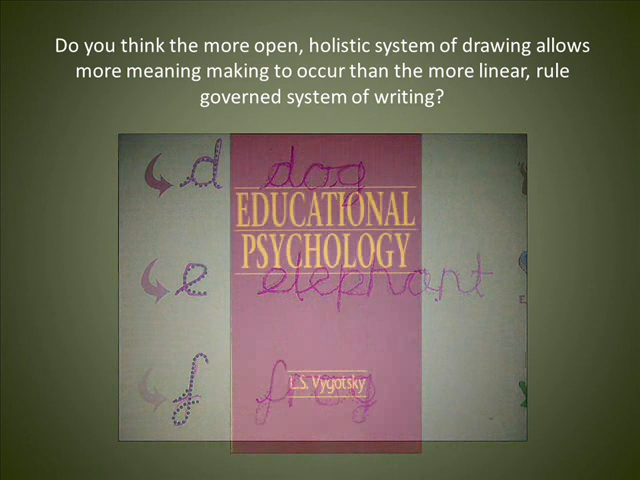 Do you think the more open, holistic system of drawing allows
more meaning making to occur than the more linear, rule
governed system of writing?
d dog
EDUCATIONAL
PSYCHOLOGY
e elephant
L.S. Vygotsky
f frog